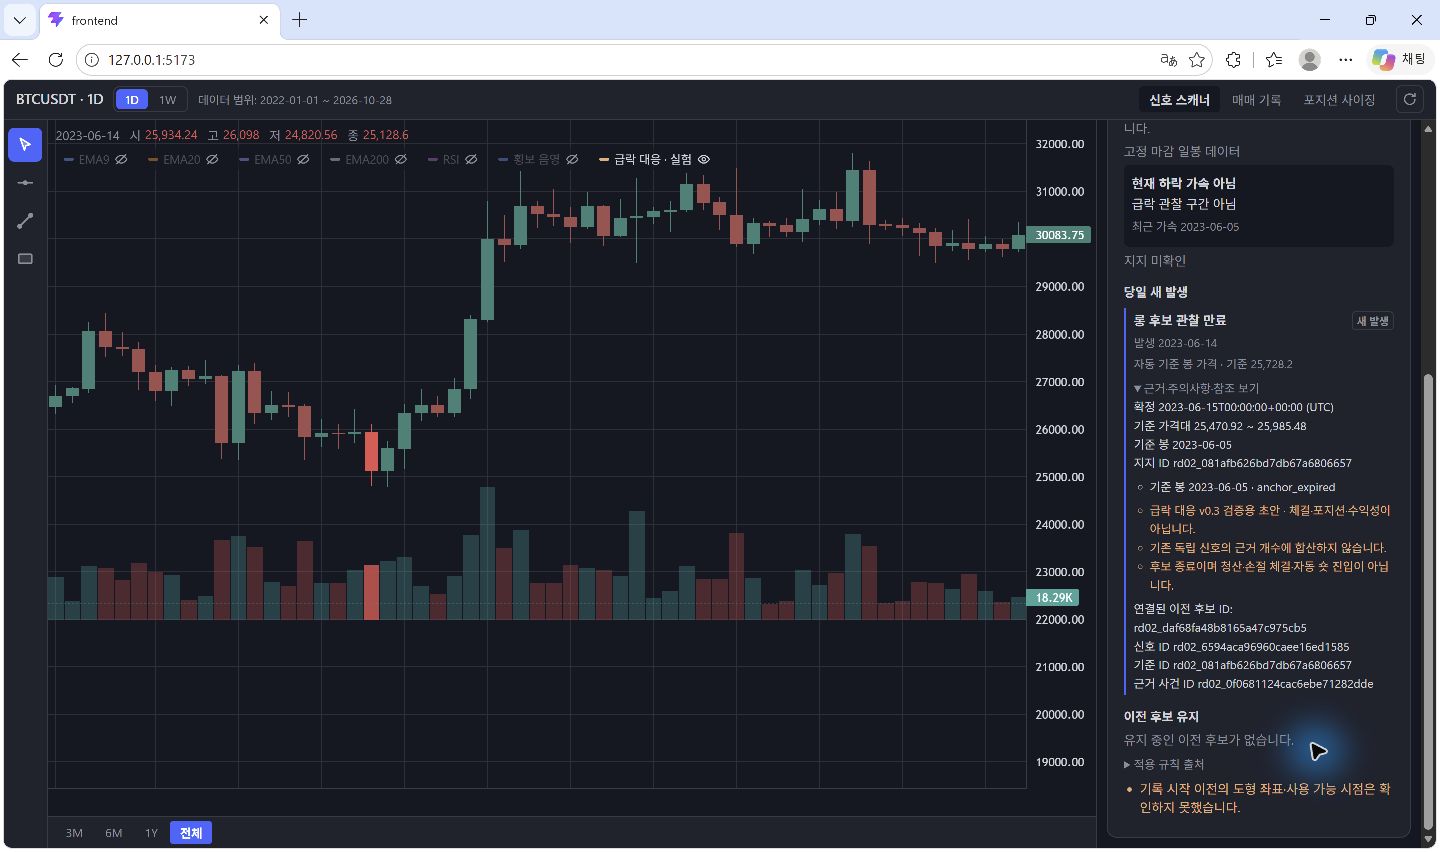 frontend
127.0.0.1:5173
채팅
BTCUSDT · 1D
1D
1W
데이터 범위: 2022-01-01 ~ 2026-10-28
신호 스캐너
매매 기록
포지션 사이징
2023-06-14 시 25,934.24 고 26,098 저 24,820.56 종 25,128.6
EMA9
EMA20
EMA50
EMA200
RSI
횡보 음영
급락 대응 · 실험
32000.00
31000.00
30083.75
29000.00
28000.00
27000.00
26000.00
25000.00
24000.00
23000.00
18.29K
22000.00
21000.00
20000.00
19000.00
3M
6M
1Y
전체
니다.
고정 마감 일봉 데이터
현재 하락 가속 아님
급락 관찰 구간 아님
최근 가속 2023-06-05
지지 미확인
당일 새 발생
롱 후보 관찰 만료
새 발생
발생 2023-06-14
자동 기준 봉 가격 · 기준 25,728.2
▼근거·주의사항·참조 보기
확정 2023-06-15T00:00:00+00:00 (UTC)
기준 가격대 25,470.92 ~ 25,985.48
기준 봉 2023-06-05
지지 ID rd02_081afb626bd7db67a6806657
기준 봉 2023-06-05 · anchor_expired
급락 대응 v0.3 검증용 초안 · 체결·포지션·수익성이
아닙니다.
기존 독립 신호의 근거 개수에 합산하지 않습니다.
후보 종료이며 청산·손절 체결·자동 숏 진입이 아닙
니다.
연결된 이전 후보 ID:
rd02_daf68fa48b8165a47c975cb5
신호 ID rd02_6594aca96960caee16ed1585
기준 ID rd02_081afb626bd7db67a6806657
근거 사건 ID rd02_0f0681124cac6ebe71282dde
이전 후보 유지
유지 중인 이전 후보가 없습니다.
▶ 적용 규칙 출처
기록 시작 이전의 도형 좌표·사용 가능 시점은 확
인하지 못했습니다.